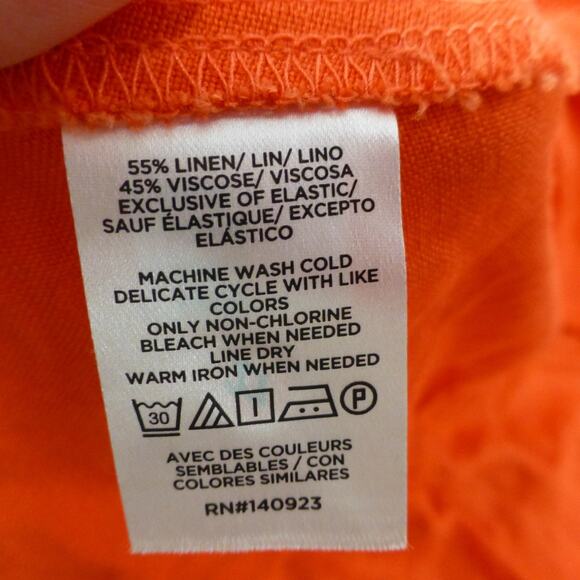 55% LINEN/ LIN/ LINO
45% VISCOSE/ VISCOSA
EXCLUSIVE OF ELASTIC/
SAUF ÉLASTIQUE/ EXCEPTO
ELÁSTICO
MACHINE WASH COLD
DELICATE CYCLE WITH LIKE
COLORS
ONLY NON-CHLORINE
BLEACH WHEN NEEDED
LINE DRY
WARM IRON WHEN NEEDED
30 P
AVEC DES COULEURS
SEMBLABLES / CON
COLORES SIMILARES
RN#140923